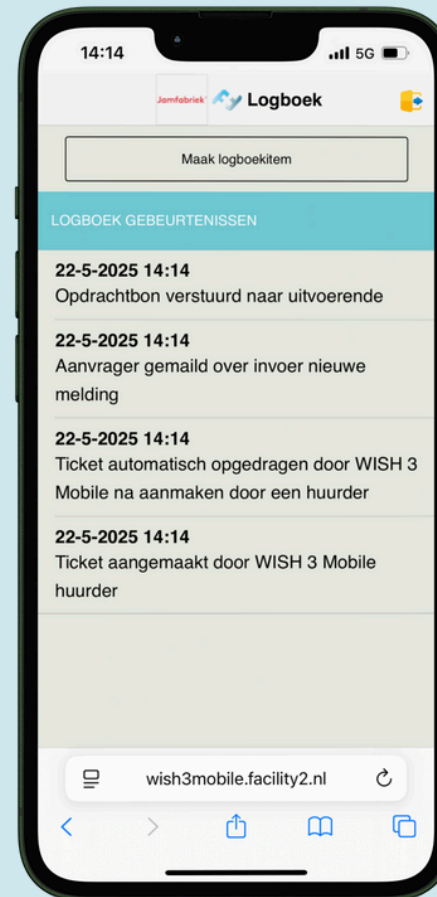 14:14
5G
Jamfabriek
Logboek
Maak logboekitem
LOGBOEK GEBEURTENISSEN
22-5-2025 14:14
Opdrachtbon verstuurd naar uitvoerende
22-5-2025 14:14
Aanvrager gemaild over invoer nieuwe
melding
22-5-2025 14:14
Ticket automatisch opgedragen door WISH 3
Mobile na aanmaken door een huurder
22-5-2025 14:14
Ticket aangemaakt door WISH 3 Mobile
huurder
wish3mobile.facility2.nl